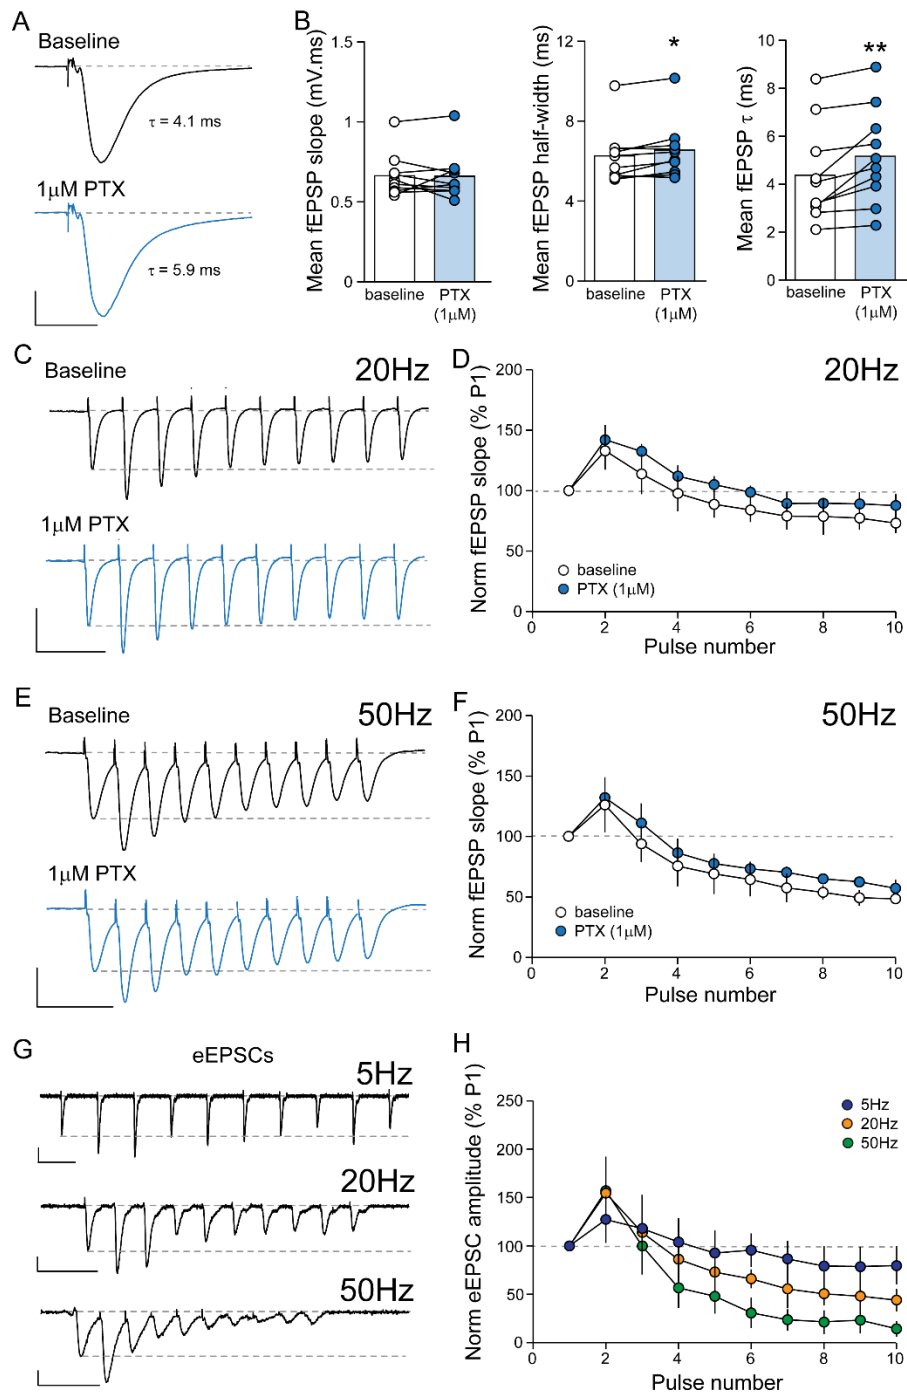 A
Baseline
τ = 4.1 ms
1µM PTX
τ = 5.9 ms
B
Mean fEPSP slope (mV.ms)
1.5
1
0.5
0
baseline
PTX
(1µM)
Mean fEPSP half-width (ms)
12
8
4
0
*
baseline
PTX
(1µM)
Mean fEPSP τ (ms)
10
8
6
4
2
0
**
baseline
PTX
(1µM)
C
Baseline
20Hz
1µM PTX
D
20Hz
Norm fEPSP slope (% P1)
200
150
100
50
0
baseline
PTX (1µM)
0 2 4 6 8 10
Pulse number
E
Baseline
50Hz
1µM PTX
F
50Hz
Norm fEPSP slope (% P1)
200
150
100
50
0
baseline
PTX (1µM)
0 2 4 6 8 10
Pulse number
G
eEPSCs
5Hz
20Hz
50Hz
H
Norm eEPSC amplitude (% P1)
250
200
150
100
50
0
5Hz
20Hz
50Hz
0 2 4 6 8 10
Pulse number